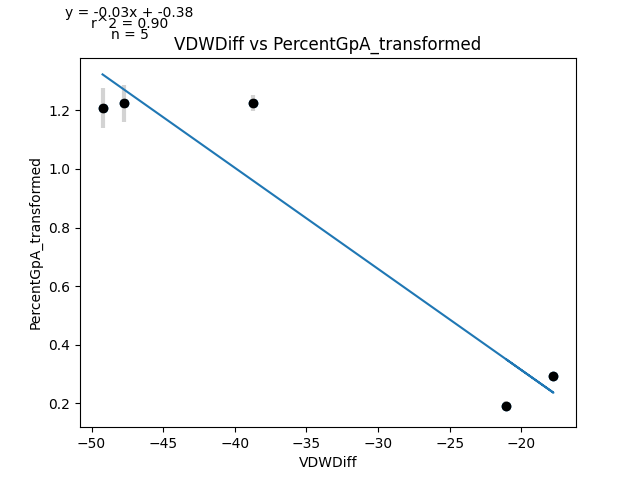 y = -0.03x + -0.38
r^2 = 0.90
n = 5
VDWDiff vs PercentGpA_transformed
PercentGpA_transformed
1.2
1.0
0.8
0.6
0.4
0.2
−50
−45
−40
−35
−30
−25
−20
VDWDiff